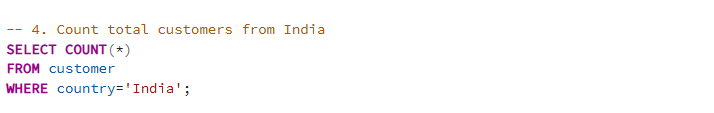 -- 4. Count total customers from India
SELECT COUNT(*)
FROM customer
WHERE country='India';